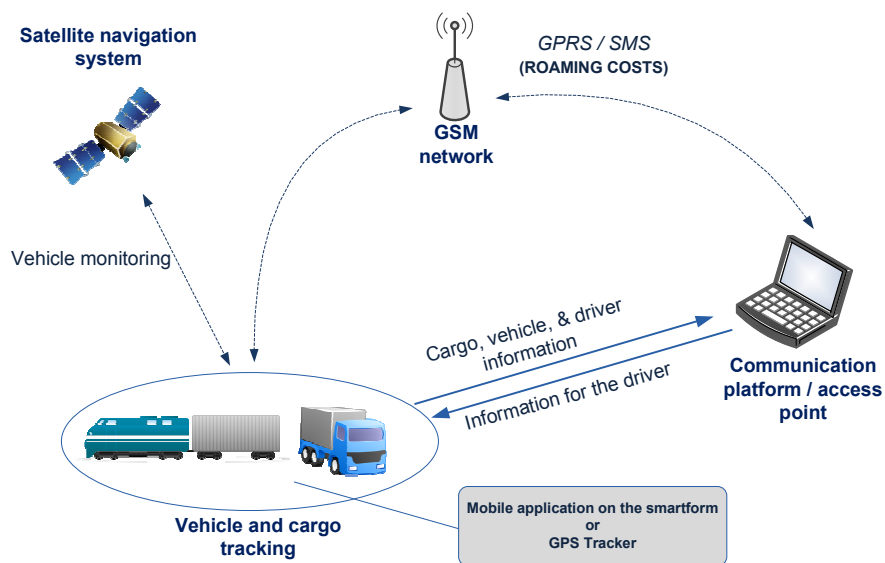 Satellite navigation
system
GPRS / SMS
(ROAMING COSTS)
GSM
network
Vehicle monitoring
Cargo, vehicle, & driver
information
Information for the driver
Communication
platform / access
point
Vehicle and cargo
tracking
Mobile application on the smartform
or
GPS Tracker